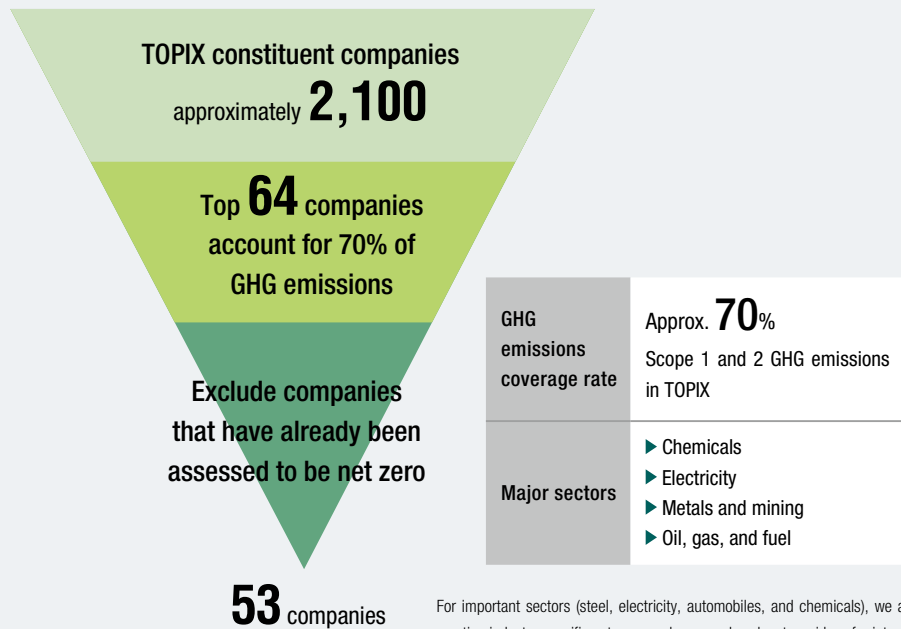 TOPIX constituent companies
approximately 2,100
Top 64 companies
account for 70% of
GHG emissions
Exclude companies
that have already been
assessed to be net zero
53 companies
GHG
emissions
coverage rate
Approx. 70%
Scope 1 and 2 GHG emissions
in TOPIX
Major sectors
▶ Chemicals
▶ Electricity
▶ Metals and mining
▶ Oil, gas, and fuel
For important sectors (steel, electricity, automobiles, and chemicals), we